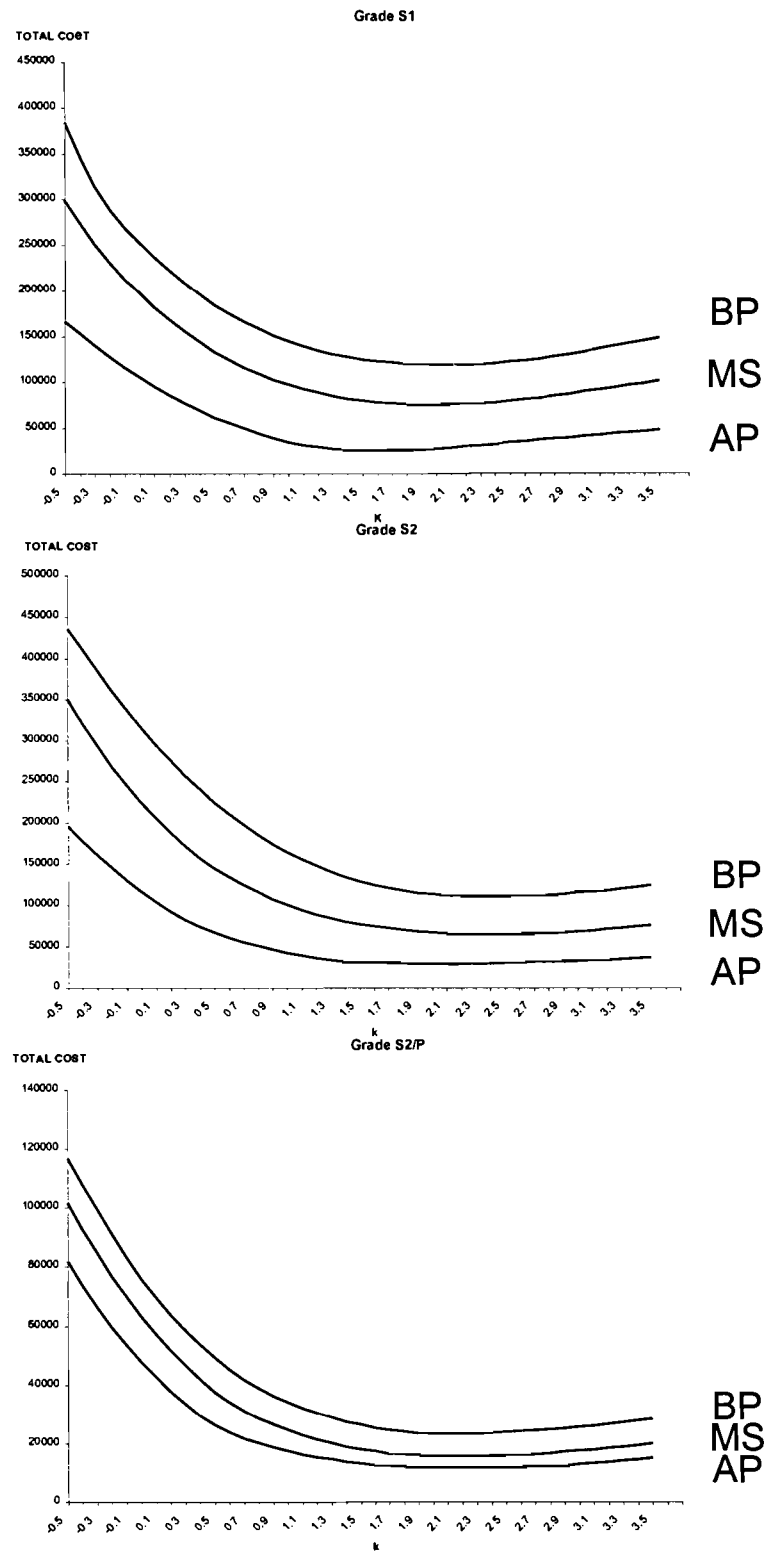 Grade S1
TOTAL COST
450000
400000
350000
300000
250000
200000
150000
100000
50000
0
BP
MS
AP
-0.5 -0.3 -0.1 0.1 0.3 0.5 0.7 0.9 1.1 1.3 1.5 1.7 1.9 2.1 2.3 2.5 2.7 2.9 3.1 3.3 3.5
K
Grade S2
TOTAL COST
500000
450000
400000
350000
300000
250000
200000
150000
100000
50000
0
BP
MS
AP
-0.5 -0.3 -0.1 0.1 0.3 0.5 0.7 0.9 1.1 1.3 1.5 1.7 1.9 2.1 2.3 2.5 2.7 2.9 3.1 3.3 3.5
k
Grade S2/P
TOTAL COST
140000
120000
100000
80000
60000
40000
20000
0
BP
MS
AP
-0.5 -0.3 -0.1 0.1 0.3 0.5 0.7 0.9 1.1 1.3 1.5 1.7 1.9 2.1 2.3 2.5 2.7 2.9 3.1 3.3 3.5
k